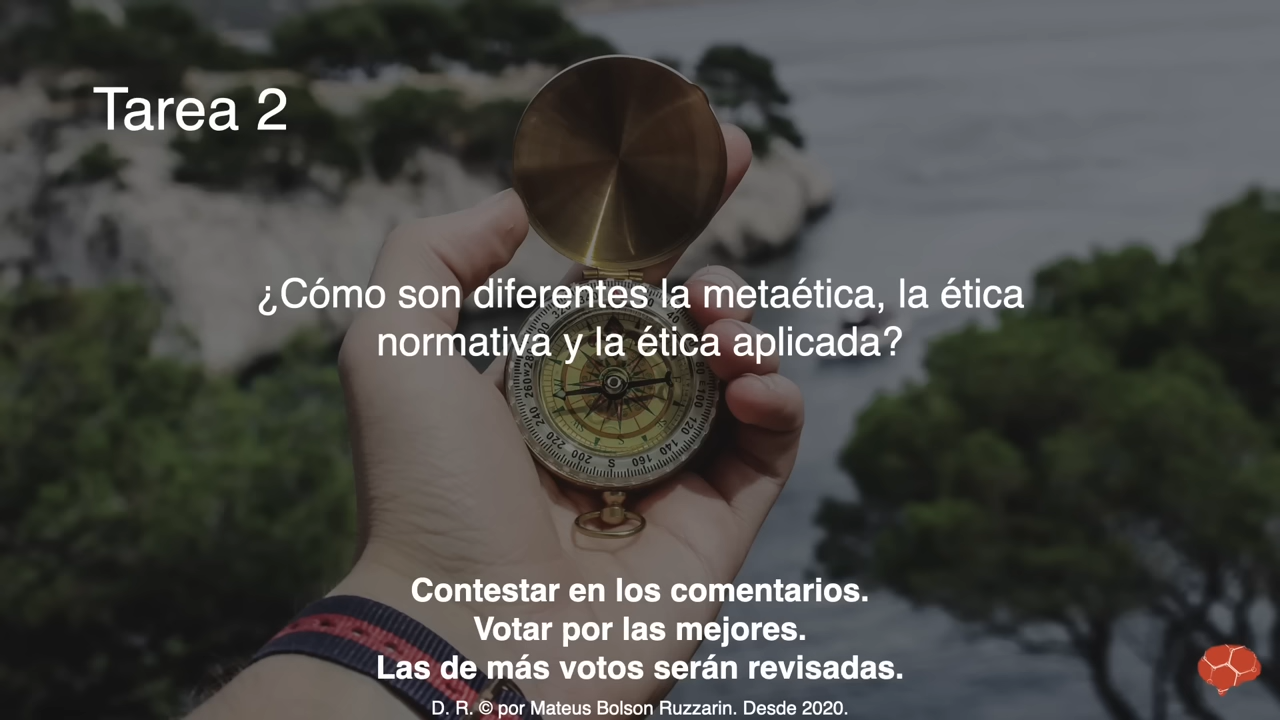 Tarea 2
¿Cómo son diferentes la metaética, la ética
normativa y la ética aplicada?
Contestar en los comentarios.
Votar por las mejores.
Las de más votos serán revisadas.
D. R. © por Mateus Bolson Ruzzarin. Desde 2020.